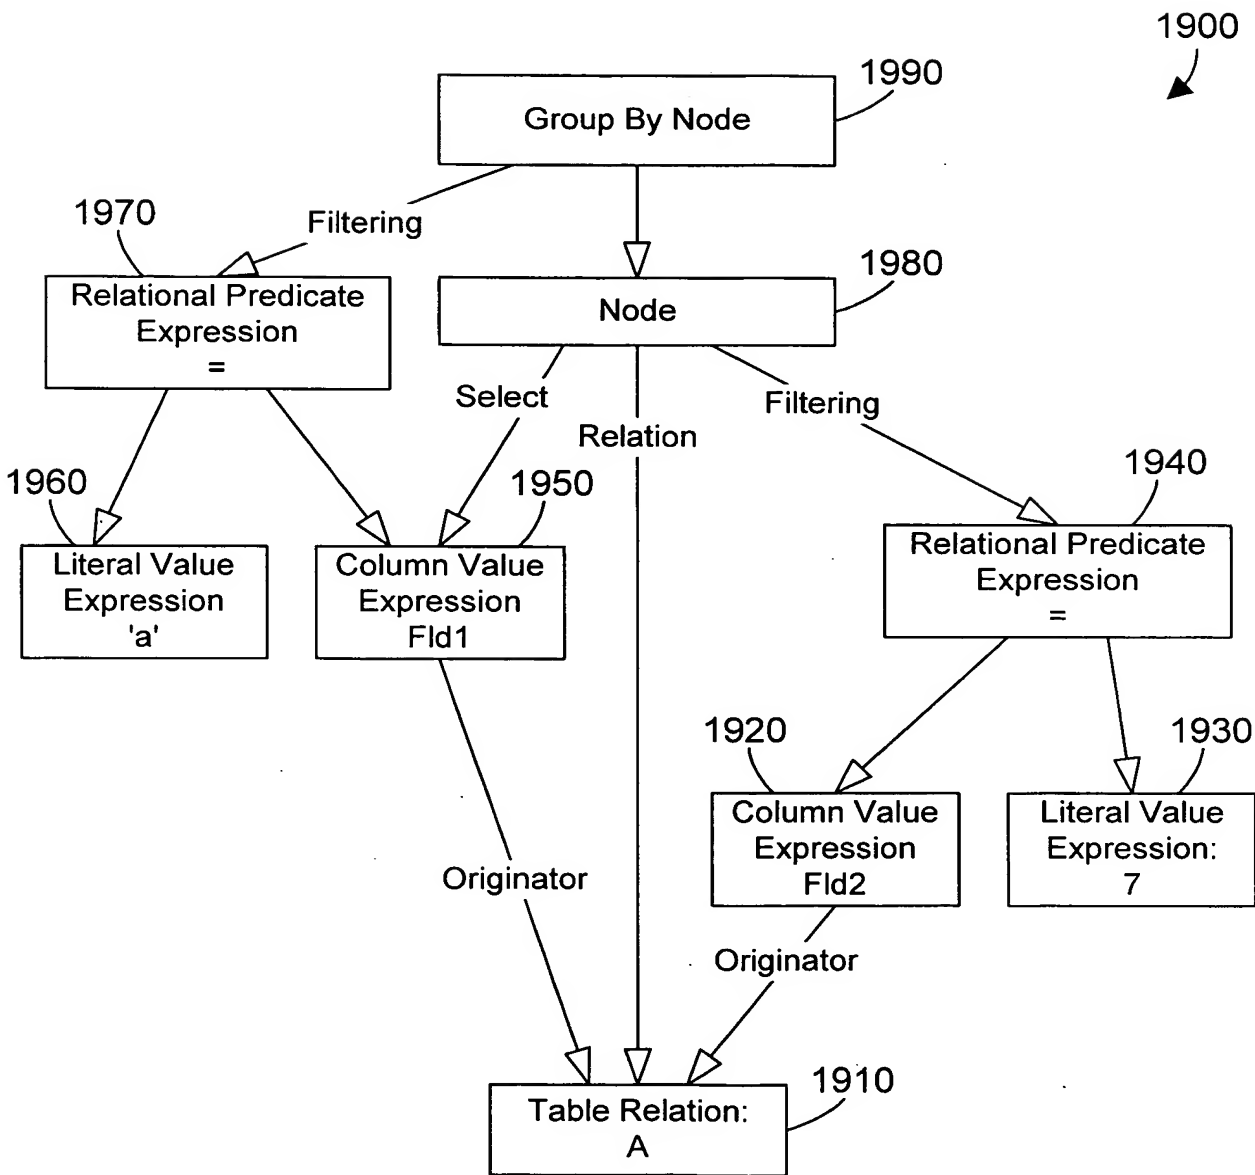 1900
1990
Group By Node
1970
Filtering
1980
Relational Predicate
Expression
=
Node
Select
Filtering
Relation
1960
1950
1940
Literal Value
Expression
'a'
Column Value
Expression
Fld1
Relational Predicate
Expression
=
1920
1930
Column Value
Expression
Fld2
Literal Value
Expression:
7
Originator
Originator
1910
Table Relation:
A